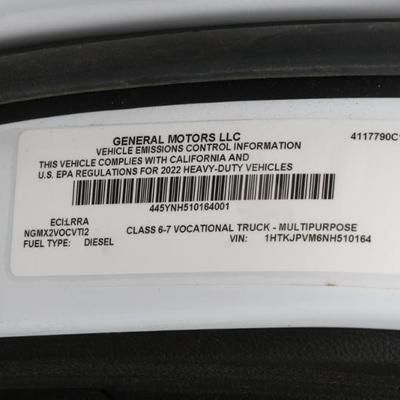 GENERAL MOTORS LLC
4117790C
VEHICLE EMISSIONS CONTROL INFORMATION
THIS VEHICLE COMPLIES WITH CALIFORNIA AND
U.S. EPA REGULATIONS FOR 2022 HEAVY-DUTY VEHICLES
445YNH510164001
ECI:LRRA
NGMX2VOCVTI2 CLASS 6-7 VOCATIONAL TRUCK - MULTIPURPOSE
FUEL TYPE: DIESEL VIN: 1HTKJPVM6NH510164